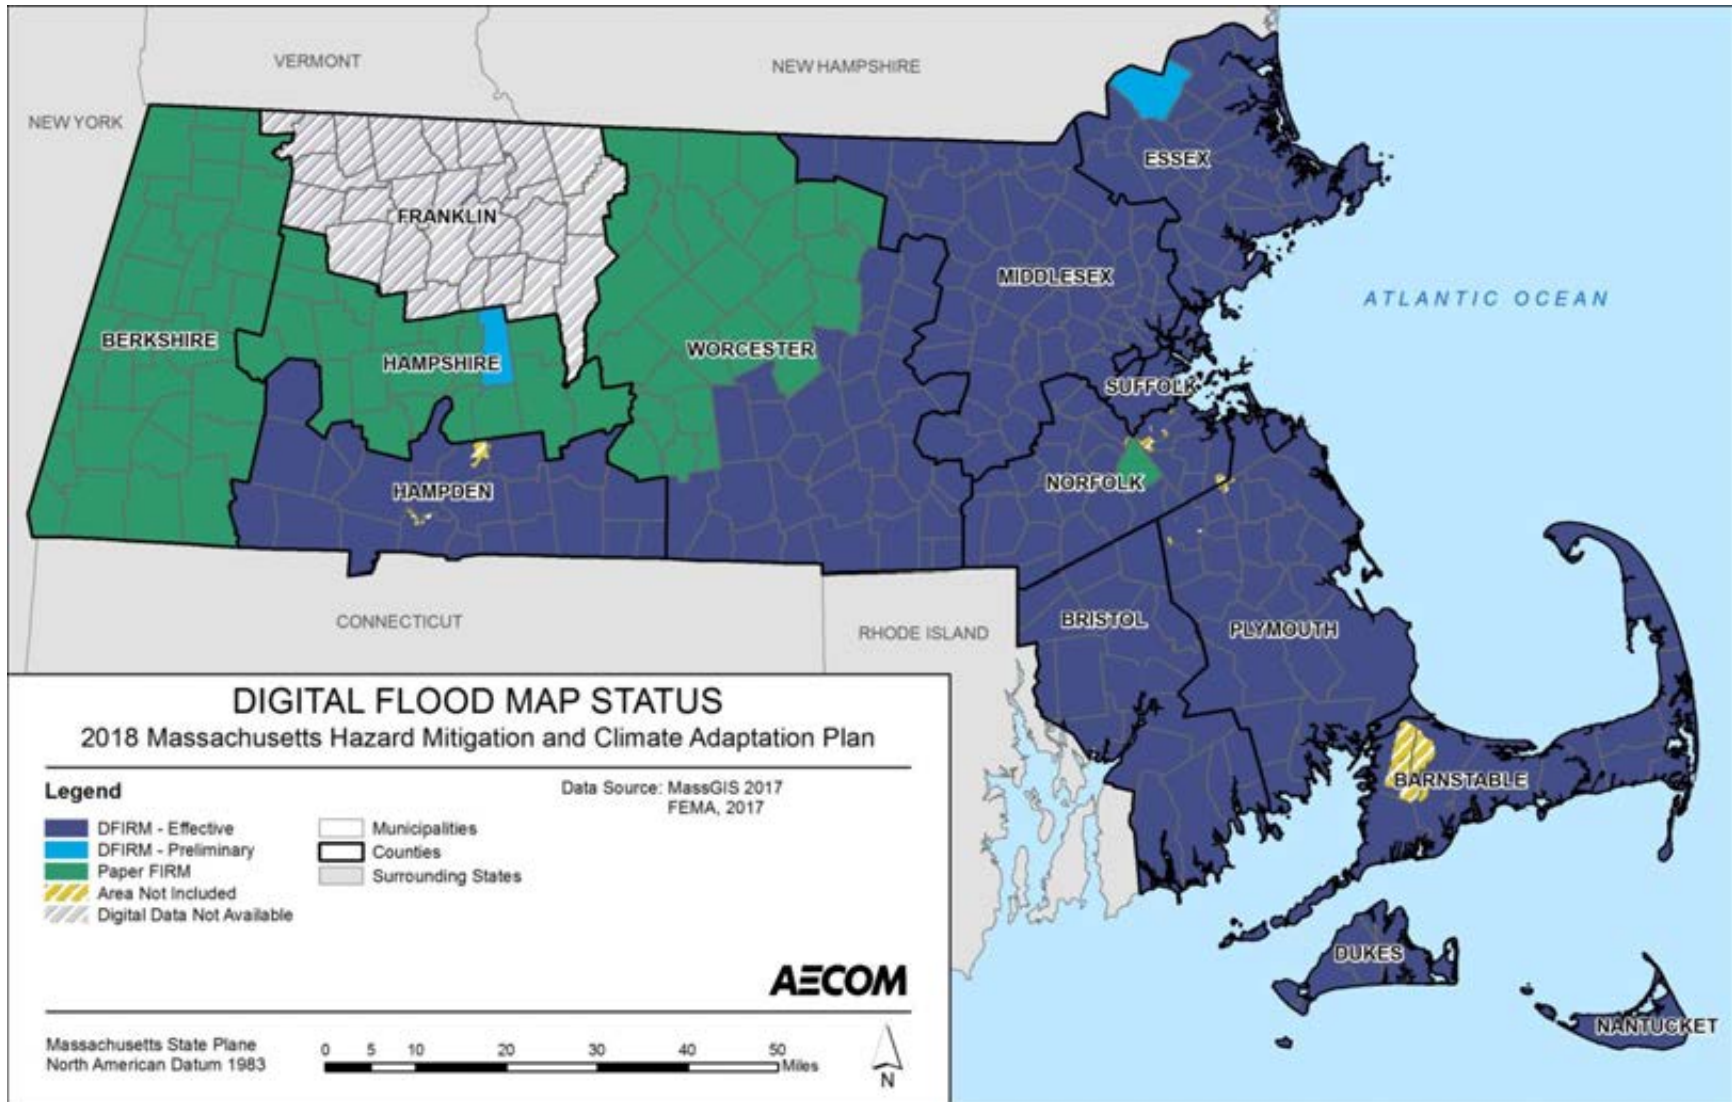 VERMONT
NEW HAMPSHIRE
NEW YORK
ESSEX
FRANKLIN
MIDDLESEX
ATLANTIC OCEAN
BERKSHIRE
HAMPSHIRE
WORCESTER
SUFFOLK
HAMPDEN
NORFOLK
CONNECTICUT
RHODE ISLAND
BRISTOL
PLYMOUTH
BARNSTABLE
DUKES
NANTUCKET
DIGITAL FLOOD MAP STATUS
2018 Massachusetts Hazard Mitigation and Climate Adaptation Plan
Legend
DFIRM - Effective
DFIRM - Preliminary
Paper FIRM
Area Not Included
Digital Data Not Available
Municipalities
Counties
Surrounding States
Data Source: MassGIS 2017
FEMA, 2017
AECOM
Massachusetts State Plane
North American Datum 1983
0 5 10 20 30 40 50
Miles
N